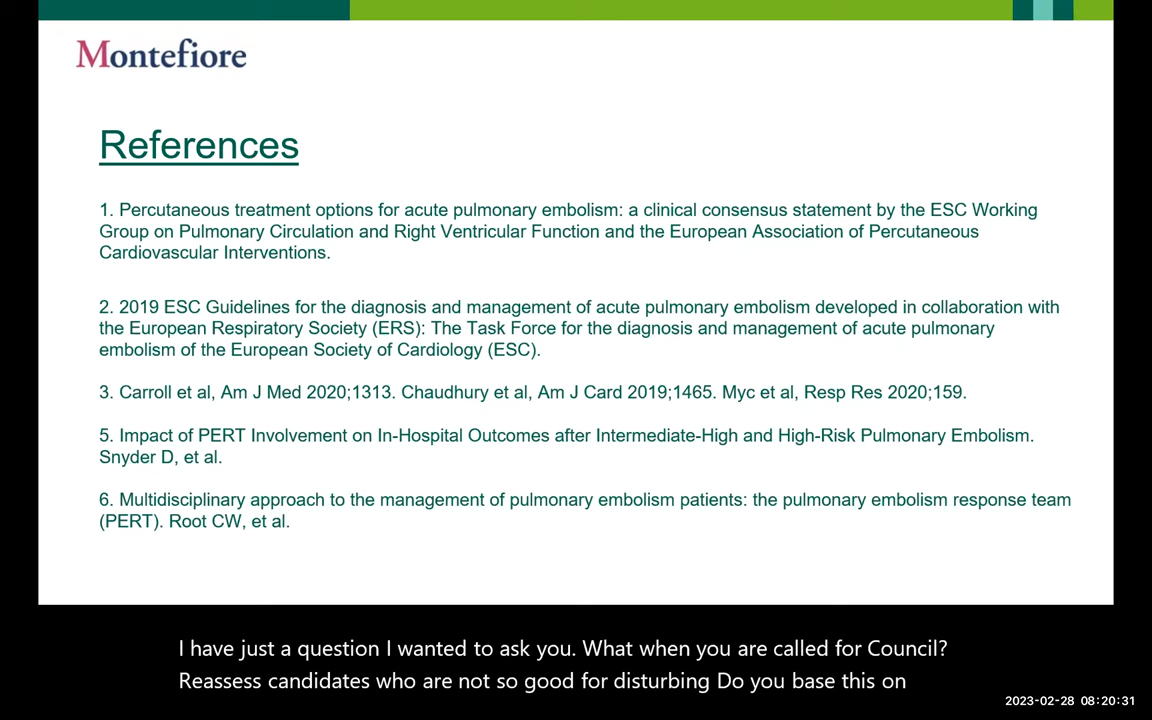 Montefiore
References
1. Percutaneous treatment options for acute pulmonary embolism: a clinical consensus statement by the ESC Working
Group on Pulmonary Circulation and Right Ventricular Function and the European Association of Percutaneous
Cardiovascular Interventions.
2. 2019 ESC Guidelines for the diagnosis and management of acute pulmonary embolism developed in collaboration with
the European Respiratory Society (ERS): The Task Force for the diagnosis and management of acute pulmonary
embolism of the European Society of Cardiology (ESC).
3. Carroll et al, Am J Med 2020;1313. Chaudhury et al, Am J Card 2019;1465. Myc et al, Resp Res 2020;159.
5. Impact of PERT Involvement on In-Hospital Outcomes after Intermediate-High and High-Risk Pulmonary Embolism.
Snyder D, et al.
6. Multidisciplinary approach to the management of pulmonary embolism patients: the pulmonary embolism response team
(PERT). Root CW, et al.
I have just a question I wanted to ask you. What when you are called for Council?
Reassess candidates who are not so good for disturbing Do you base this on
2023-02-28 08:20:31